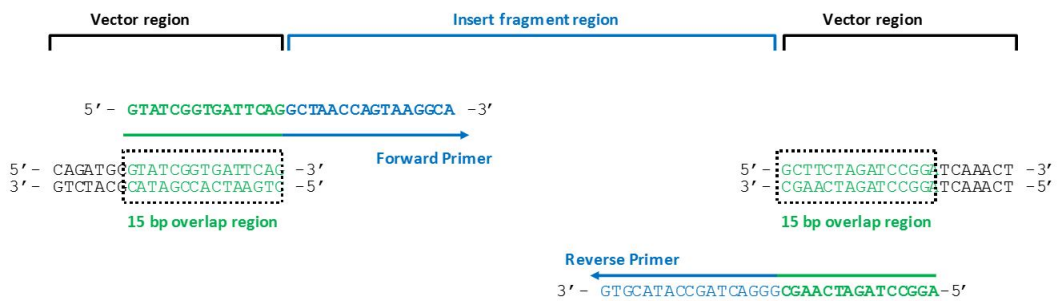 Vector region Insert fragment region Vector region
5’- GTATCGGTGATTCAGGCTAACCAGTAAGGCA -3’
Forward Primer
5’- CAGATGCGTATCGGTGATTCAG -3’ 5’- GCTTCTAGATCCGGATCAAACT -3’
3’- GTCTACGCATAGCCACTAAGTC -5’ 3’- CGAACTAGATCCGGATCAAACT -5’
15 bp overlap region 15 bp overlap region
Reverse Primer
3’- GTGCATACCGATCAGGGCGAACTAGATCCGGA-5’